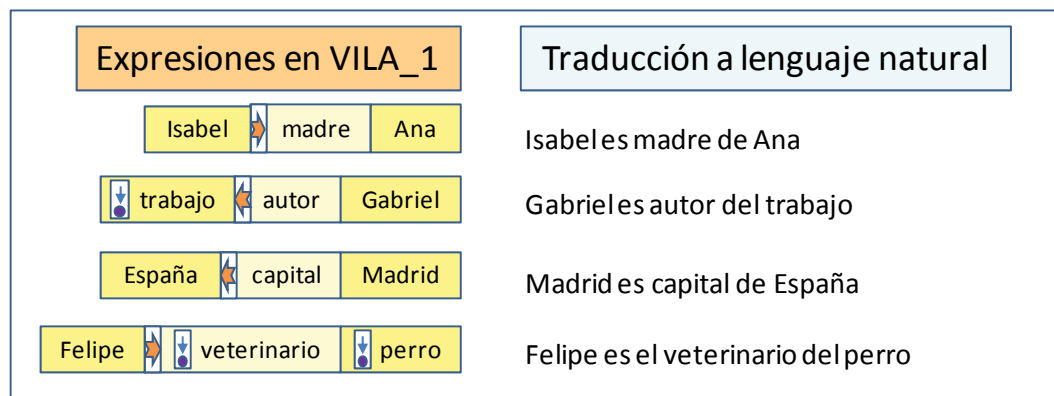 Expresiones en VILA_1
Traducción a lenguaje natural
Isabel madre Ana
Isabel es madre de Ana
trabajo autor Gabriel
Gabriel es autor del trabajo
España capital Madrid
Madrid es capital de España
Felipe veterinario perro
Felipe es el veterinario del perro